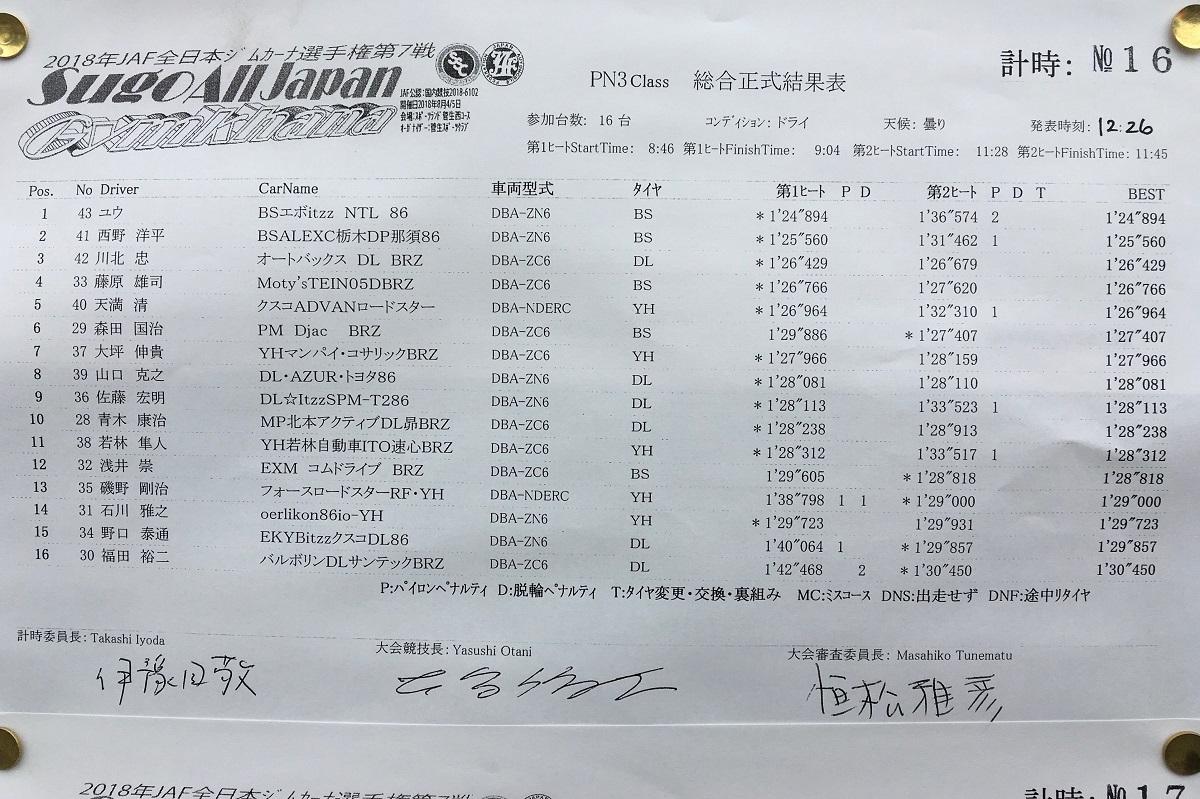 2018年JAF全日本ジムカーナ選手権第7戦
Sugo All Japan
Gymkhana
JAF公認:国内競技2018-6102
開催日2018年8月4/5日
計時: №16
PN3 Class 総合正式結果表
参加台数: 16 台 コンディション: ドライ 天候: 曇り 発表時刻: 12:26
第1ヒートStartTime: 8:46 第1ヒートFinishTime: 9:04 第2ヒートStartTime: 11:28 第2ヒートFinishTime: 11:45
Pos. No Driver CarName 車両型式 タイヤ 第1ヒート P D 第2ヒート P D T BEST
1 43 ユウ BSエボitzz NTL 86 DBA-ZN6 BS * 1'24"894 1'36"574 2 1'24"894
2 41 西野 洋平 BSALEXC栃木DP那須86 DBA-ZN6 BS * 1'25"560 1'31"462 1 1'25"560
3 42 川北 忠 オートバックス DL BRZ DBA-ZC6 DL * 1'26"429 1'26"679 1'26"429
4 33 藤原 雄司 Moty'sTEIN05DBRZ DBA-ZC6 BS * 1'26"766 1'27"620 1'26"766
5 40 天満 清 クスコADVANロードスター DBA-NDERC YH * 1'26"964 1'32"310 1 1'26"964
6 29 森田 国治 PM Djac BRZ DBA-ZC6 BS 1'29"886 * 1'27"407 1'27"407
7 37 大坪 伸貴 YHマンパイ・コサリックBRZ DBA-ZC6 YH * 1'27"966 1'28"159 1'27"966
8 39 山口 克之 DL・AZUR・トヨタ86 DBA-ZN6 DL * 1'28"081 1'28"110 1'28"081
9 36 佐藤 宏明 DL☆ItzzSPM-T286 DBA-ZN6 DL * 1'28"113 1'33"523 1 1'28"113
10 28 青木 康治 MP北本アクティブDL昴BRZ DBA-ZC6 DL * 1'28"238 1'28"913 1'28"238
11 38 若林 隼人 YH若林自動車ITO速心BRZ DBA-ZC6 YH * 1'28"312 1'33"517 1 1'28"312
12 32 浅井 崇 EXM コムドライブ BRZ DBA-ZC6 BS 1'29"605 * 1'28"818 1'28"818
13 35 磯野 剛治 フォースロードスターRF・YH DBA-NDERC YH 1'38"798 1 1 * 1'29"000 1'29"000
14 31 石川 雅之 oerlikon86io-YH DBA-ZN6 YH * 1'29"723 1'29"931 1'29"723
15 34 野口 泰通 EKYBitzzクスコDL86 DBA-ZN6 DL 1'40"064 1 * 1'29"857 1'29"857
16 30 福田 裕二 バルボリンDLサンテックBRZ DBA-ZC6 DL 1'42"468 2 * 1'30"450 1'30"450
P:パイロンペナルティ D:脱輪ペナルティ T:タイヤ変更・交換・裏組み MC:ミスコース DNS:出走せず DNF:途中リタイヤ
計時委員長: Takashi Iyoda 大会競技長: Yasushi Otani 大会審査委員長: Masahiko Tunematu
恒松雅彦
2018年JAF全日本ジムカーナ選手権第7戦
計時: №17